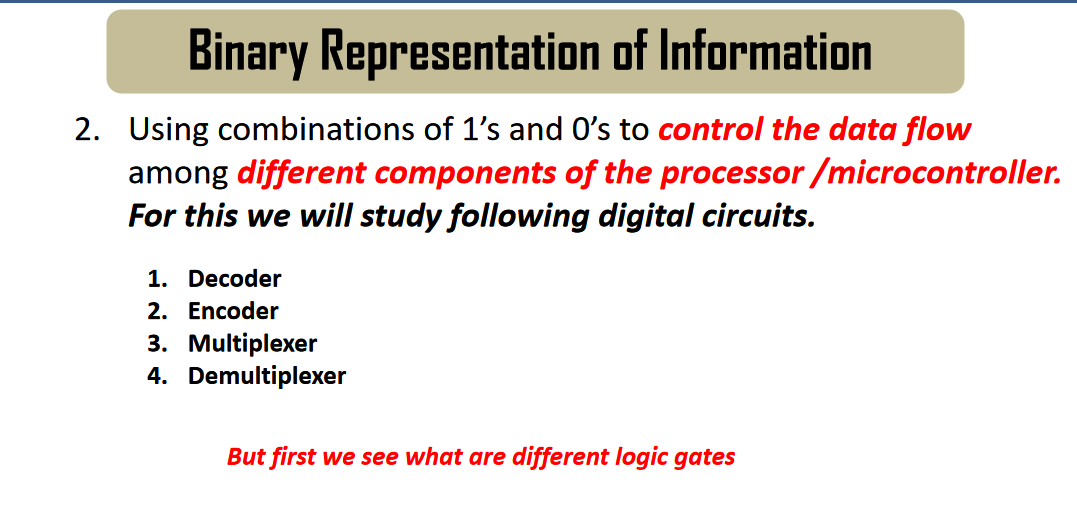 Binary Representation of Information
2. Using combinations of 1’s and 0’s to control the data flow
among different components of the processor /microcontroller.
For this we will study following digital circuits.
1. Decoder
2. Encoder
3. Multiplexer
4. Demultiplexer
But first we see what are different logic gates